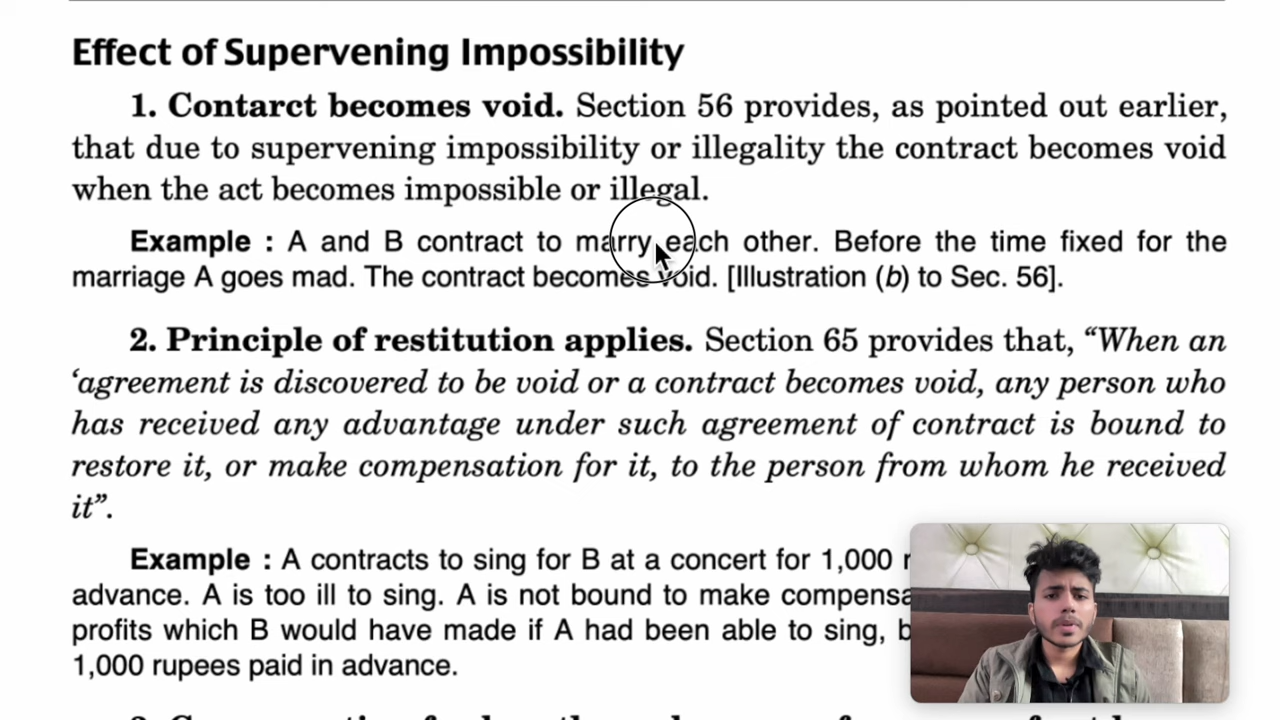 Effect of Supervening Impossibility
1. Contarct becomes void. Section 56 provides, as pointed out earlier,
that due to supervening impossibility or illegality the contract becomes void
when the act becomes impossible or illegal.
Example : A and B contract to marry each other. Before the time fixed for the
marriage A goes mad. The contract becomes void. [Illustration (b) to Sec. 56].
2. Principle of restitution applies. Section 65 provides that, “When an
‘agreement is discovered to be void or a contract becomes void, any person who
has received any advantage under such agreement of contract is bound to
restore it, or make compensation for it, to the person from whom he received
it”.
Example : A contracts to sing for B at a concert for 1,000
advance. A is too ill to sing. A is not bound to make
profits which B would have made if A had been able to sing,
1,000 rupees paid in advance.